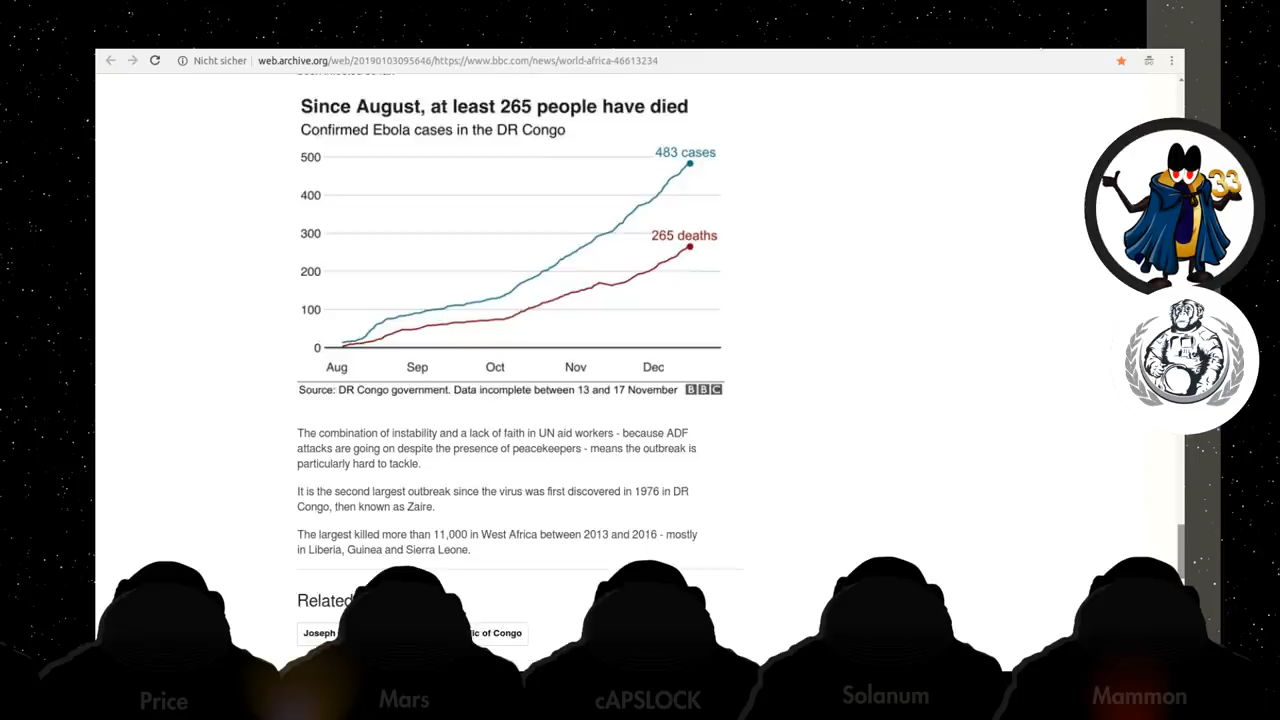 Nicht sicher
web.archive.org/web/20190103095646/https://www.bbc.com/news/world-africa-46613234
Since August, at least 265 people have died
Confirmed Ebola cases in the DR Congo
500
400
300
200
100
0
483 cases
265 deaths
Aug Sep Oct Nov Dec
Source: DR Congo government. Data incomplete between 13 and 17 November BBC
33
The combination of instability and a lack of faith in UN aid workers - because ADF
attacks are going on despite the presence of peacekeepers - means the outbreak is
particularly hard to tackle.
It is the second largest outbreak since the virus was first discovered in 1976 in DR
Congo, then known as Zaire.
The largest killed more than 11,000 in West Africa between 2013 and 2016 - mostly
in Liberia, Guinea and Sierra Leone.
Related
Joseph
of Congo
Price Mars cAPSLOCK Solanum Mammon